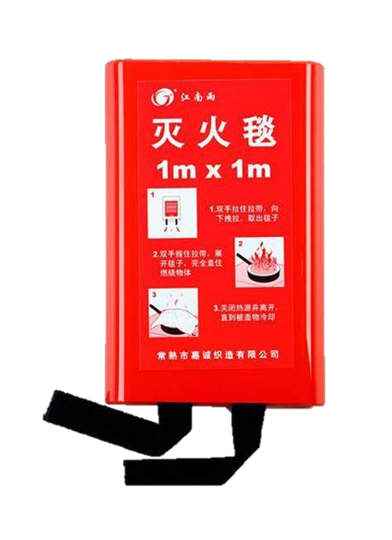 江南雨
灭火毯
1m x 1m
1
1.双手拉住拉带，向
下拽拉，取出毯子
2.双手握住拉带，展
开毯子，完全盖住
燃烧物体
2
3
3.关闭热源并离开，
直到被盖物冷却
常熟市嘉诚织造有限公司